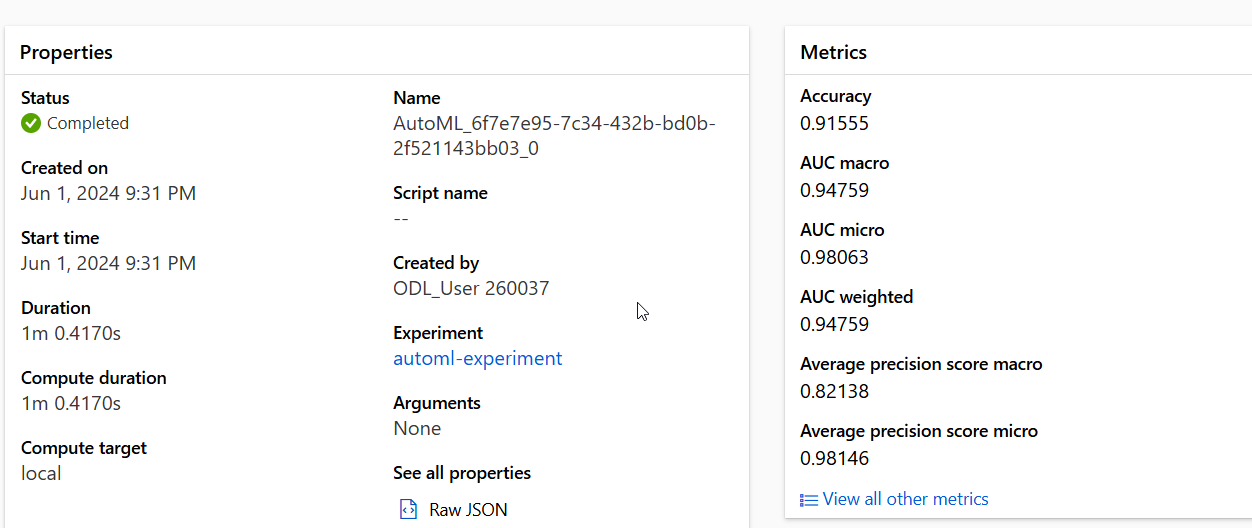 Properties
Status
Completed
Created on
Jun 1, 2024 9:31 PM
Start time
Jun 1, 2024 9:31 PM
Duration
1m 0.4170s
Compute duration
1m 0.4170s
Compute target
local
Name
AutoML_6f7e7e95-7c34-432b-bd0b-
2f521143bb03_0
Script name
--
Created by
ODL_User 260037
Experiment
automl-experiment
Arguments
None
See all properties
Raw JSON
Metrics
Accuracy
0.91555
AUC macro
0.94759
AUC micro
0.98063
AUC weighted
0.94759
Average precision score macro
0.82138
Average precision score micro
0.98146
View all other metrics